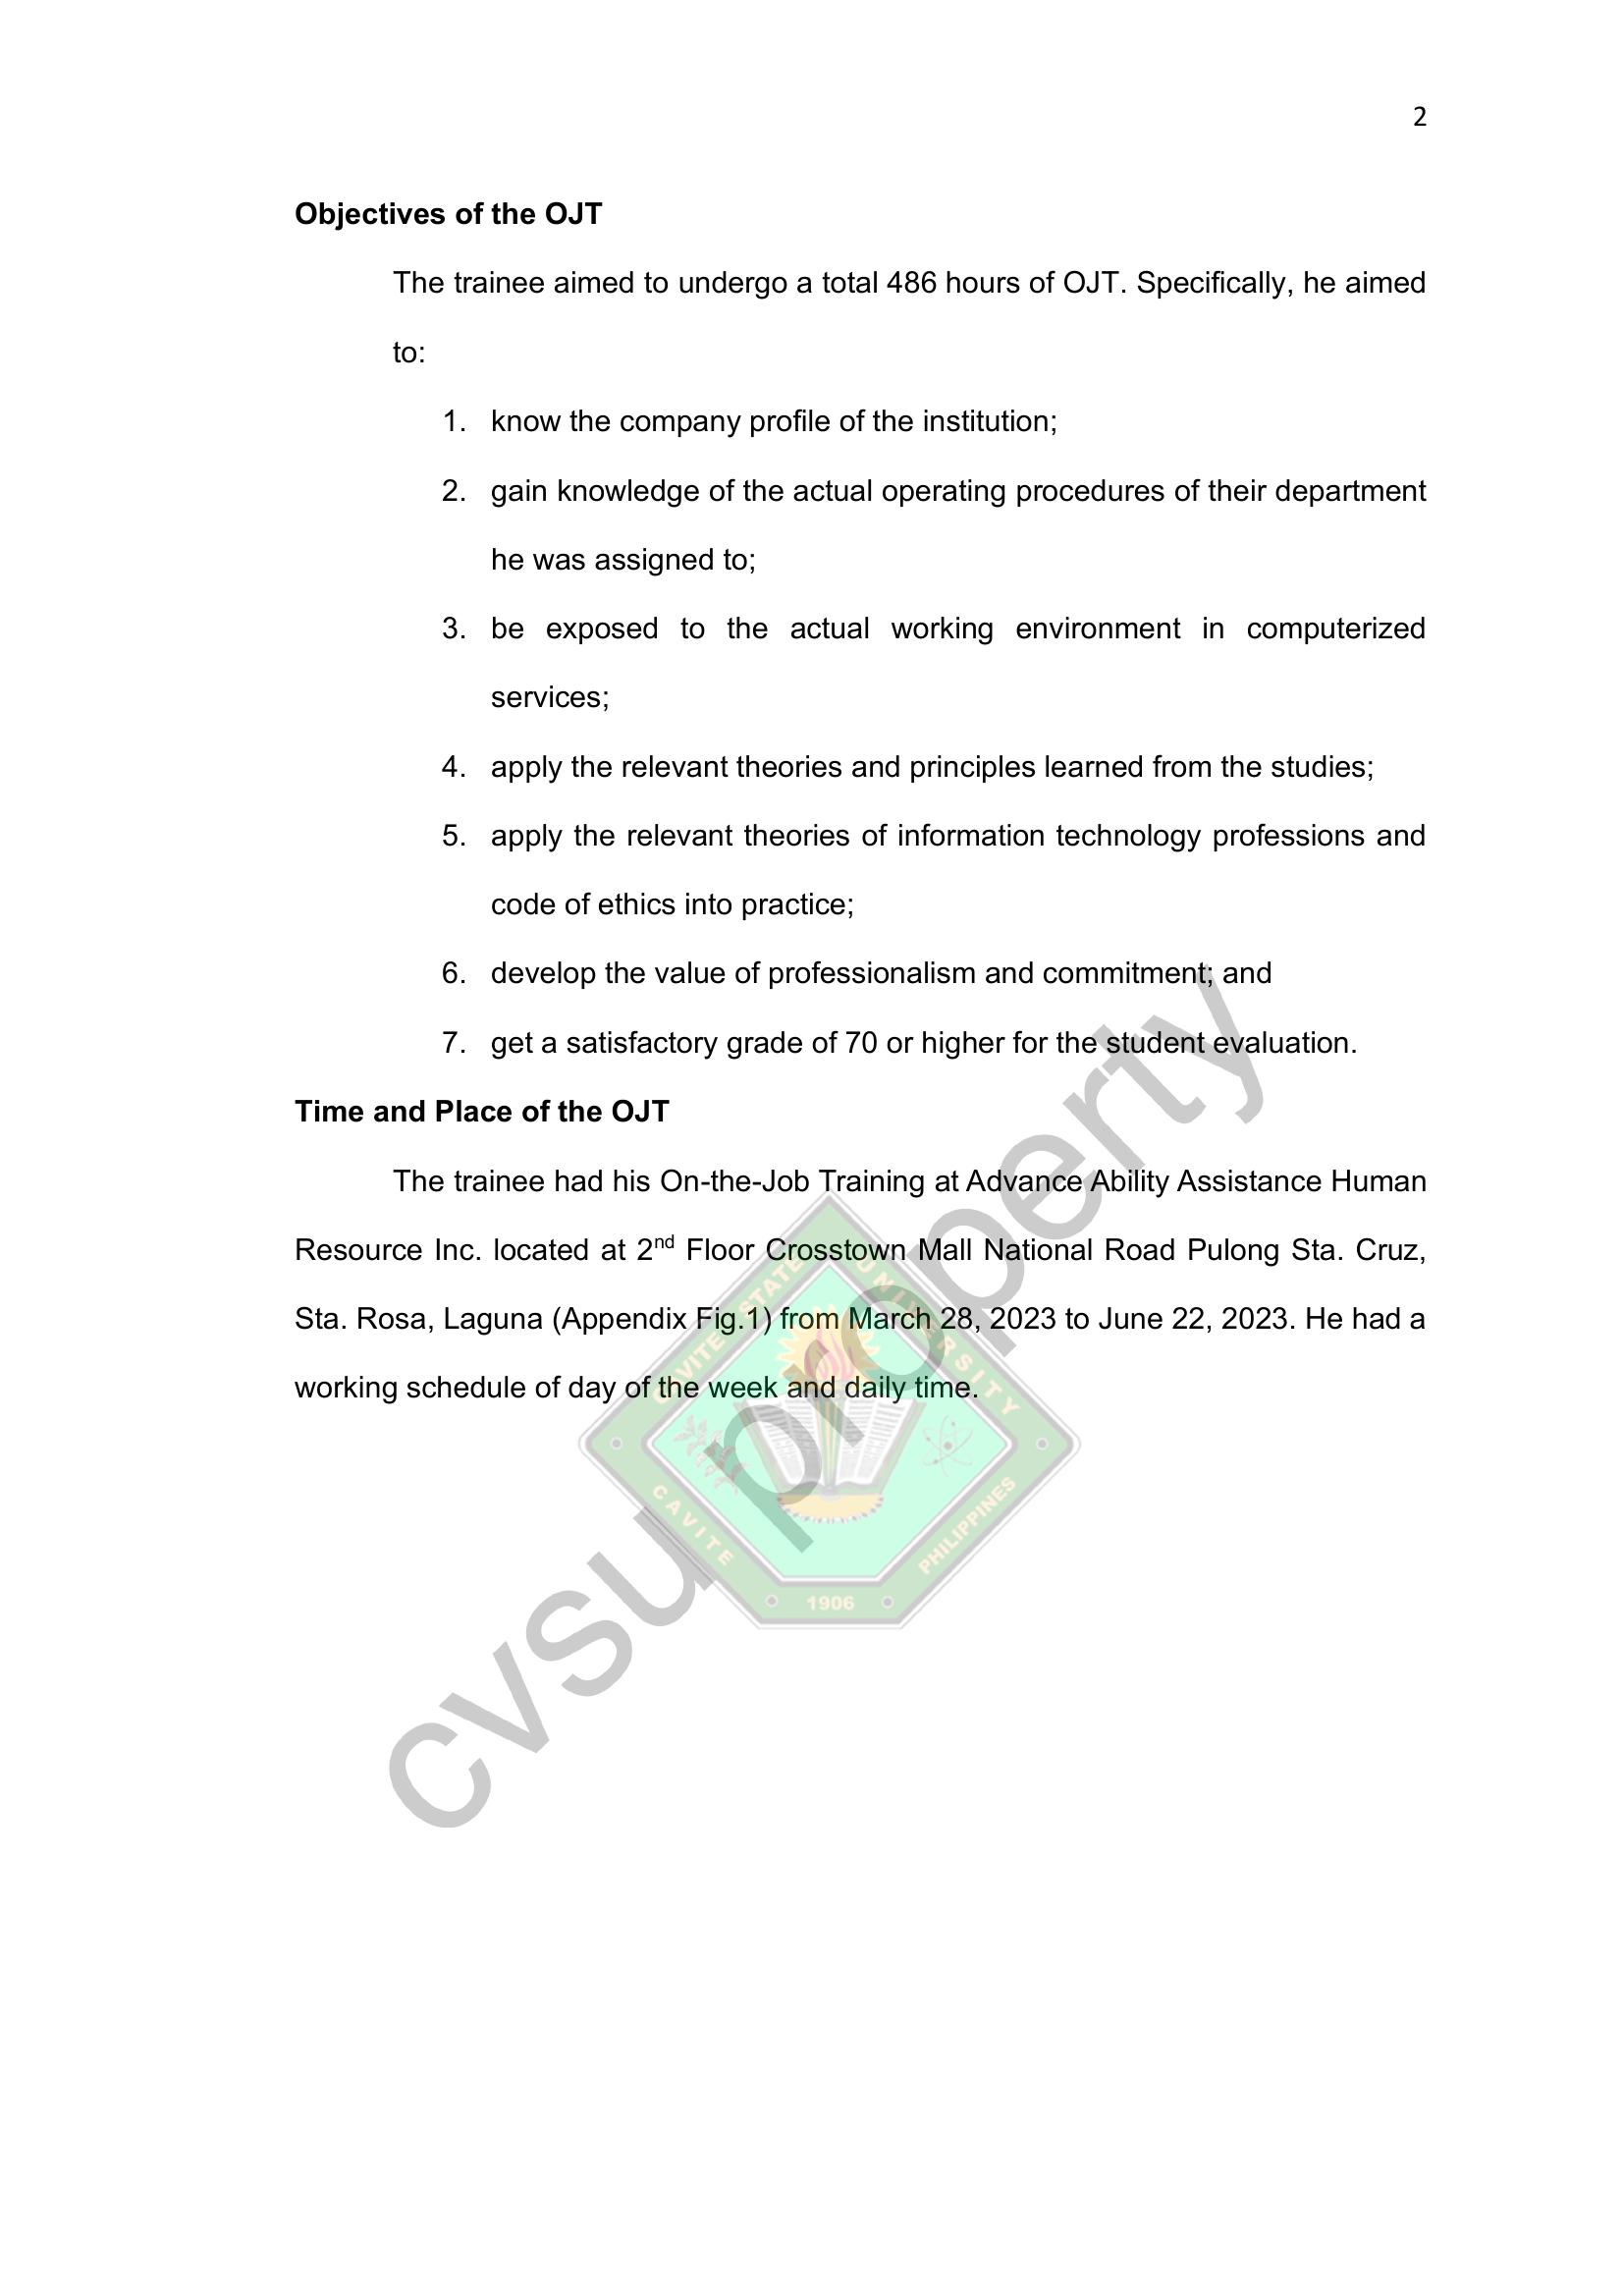 2
Objectives of the OJT
The trainee aimed to undergo a total 486 hours of OJT. Specifically, he aimed
to:
1. know the company profile of the institution;
2. gain knowledge of the actual operating procedures of their department
he was assigned to;
3. be exposed to the actual working environment in computerized
services;
4. apply the relevant theories and principles learned from the studies;
5. apply the relevant theories of information technology professions and
code of ethics into practice;
6. develop the value of professionalism and commitment; and
7. get a satisfactory grade of 70 or higher for the student evaluation.
Time and Place of the OJT
The trainee had his On-the-Job Training at Advance Ability Assistance Human
Resource Inc. located at 2nd Floor Crosstown Mall National Road Pulong Sta. Cruz,
Sta. Rosa, Laguna (Appendix Fig.1) from March 28, 2023 to June 22, 2023. He had a
working schedule of day of the week and daily time.
cvsu property
CAVITE STATE UNIVERSITY
CAVITE
PHILIPPINES
1906